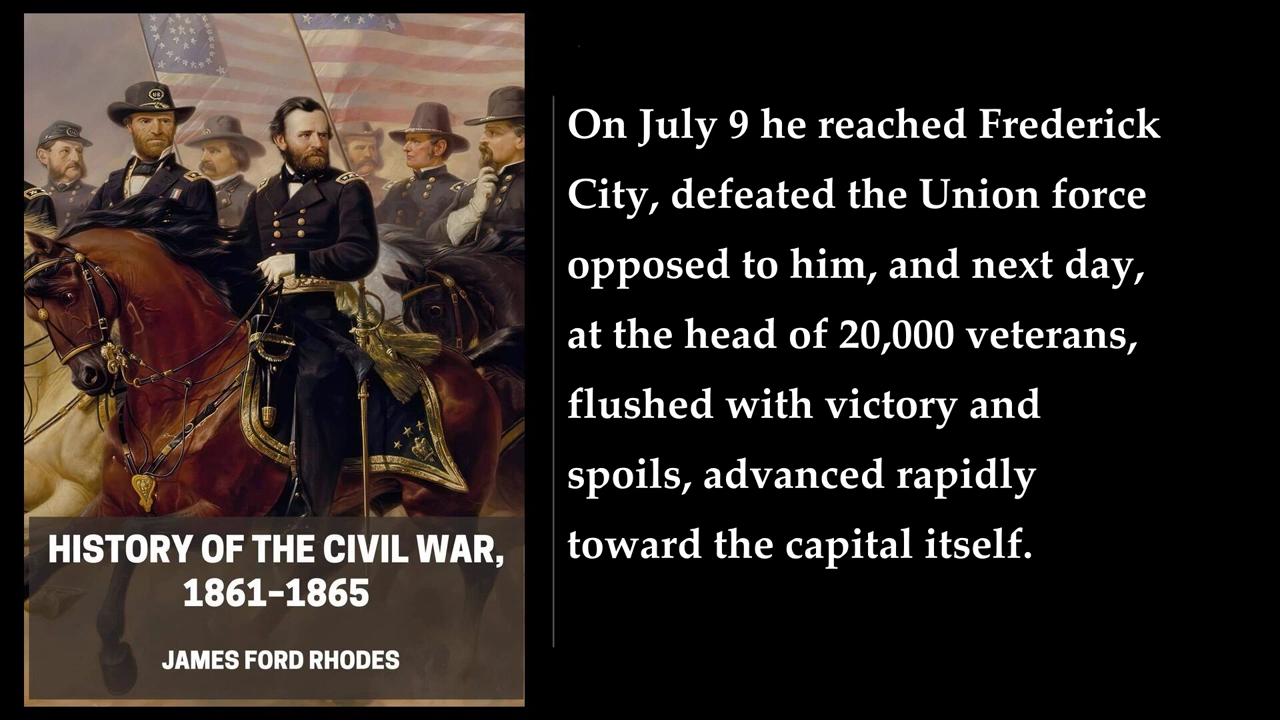 HISTORY OF THE CIVIL WAR,
1861–1865
JAMES FORD RHODES
On July 9 he reached Frederick
City, defeated the Union force
opposed to him, and next day,
at the head of 20,000 veterans,
flushed with victory and
spoils, advanced rapidly
toward the capital itself.